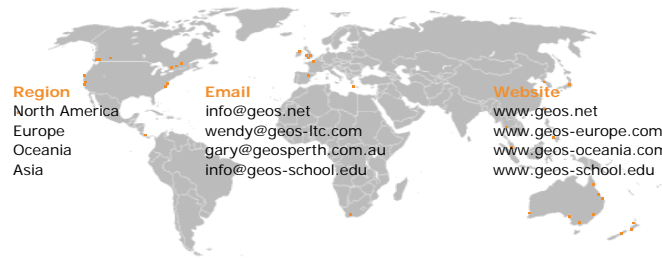 Region Email Website
North America info@geos.net www.geos.net
Europe wendy@geos-ltc.com www.geos-europe.com
Oceania gary@geosperth.com.au www.geos-oceania.com
Asia info@geos-school.edu www.geos-school.edu